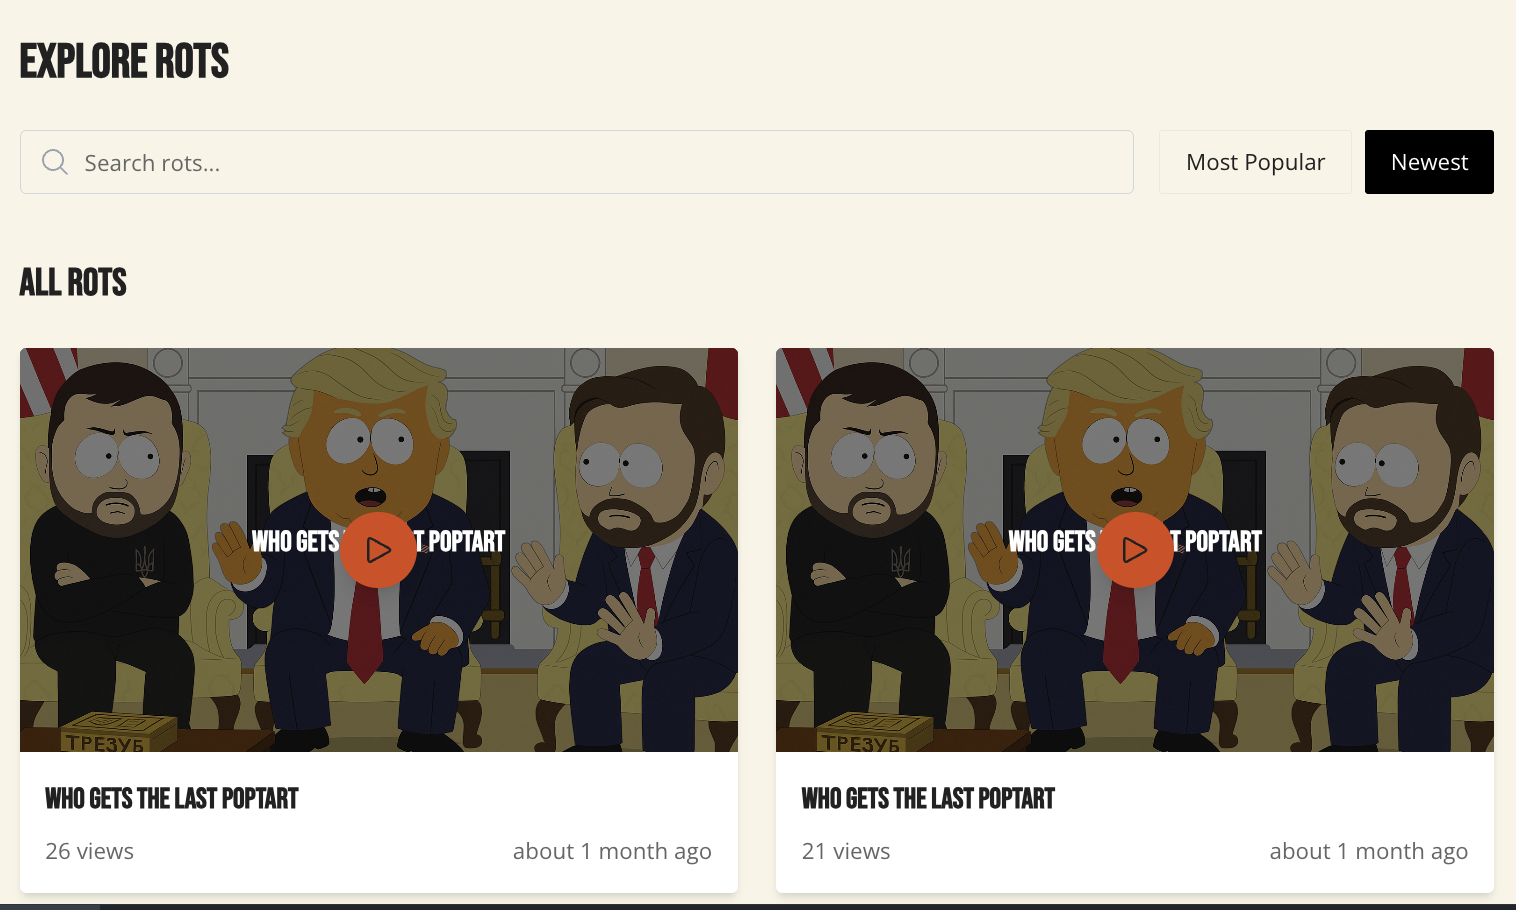 EXPLORE ROTS
Search rots...
Most Popular
Newest
ALL ROTS
WHO GETS T POPTART
WHO GETS T POPTART
ТРЕЗУБ
ТРЕЗУБ
WHO GETS THE LAST POPTART
WHO GETS THE LAST POPTART
26 views
about 1 month ago
21 views
about 1 month ago